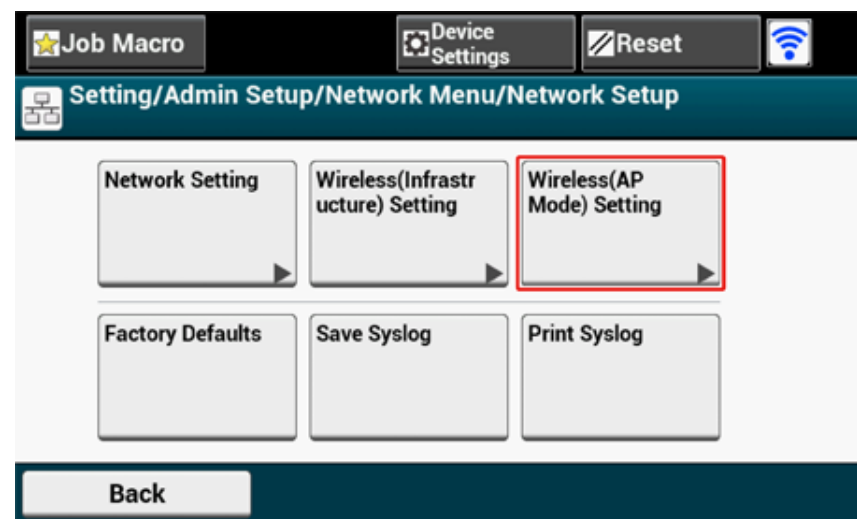 Job Macro
Device
Settings
Reset
Setting/Admin Setup/Network Menu/Network Setup
Network Setting
Wireless(Infrastr
ucture) Setting
Wireless(AP
Mode) Setting
Factory Defaults
Save Syslog
Print Syslog
Back